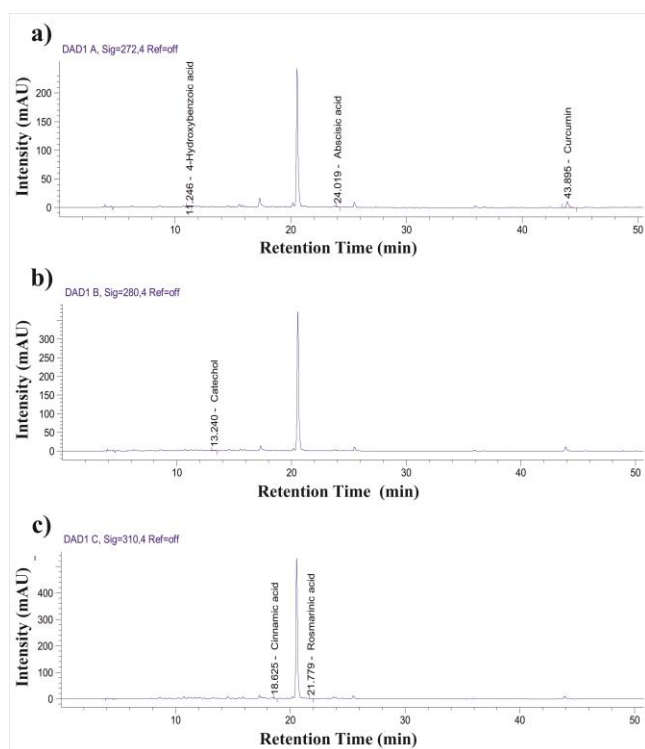 a)
DAD1 A, Sig=272,4 Ref=off
Intensity (mAU)
200
150
100
50
0
11.246 - 4-Hydroxybenzoic acid
24.019 - Abscisic acid
43.895 - Curcumin
10 20 30 40 50
Retention Time (min)
b)
DAD1 B, Sig=280,4 Ref=off
Intensity (mAU)
300
250
200
150
100
50
0
13.240 - Catechol
10 20 30 40 50
Retention Time (min)
c)
DAD1 C, Sig=310,4 Ref=off
Intensity (mAU)
400
300
200
100
0
18.625 - Cinnamic acid
21.779 - Rosmarinic acid
10 20 30 40 50
Retention Time (min)